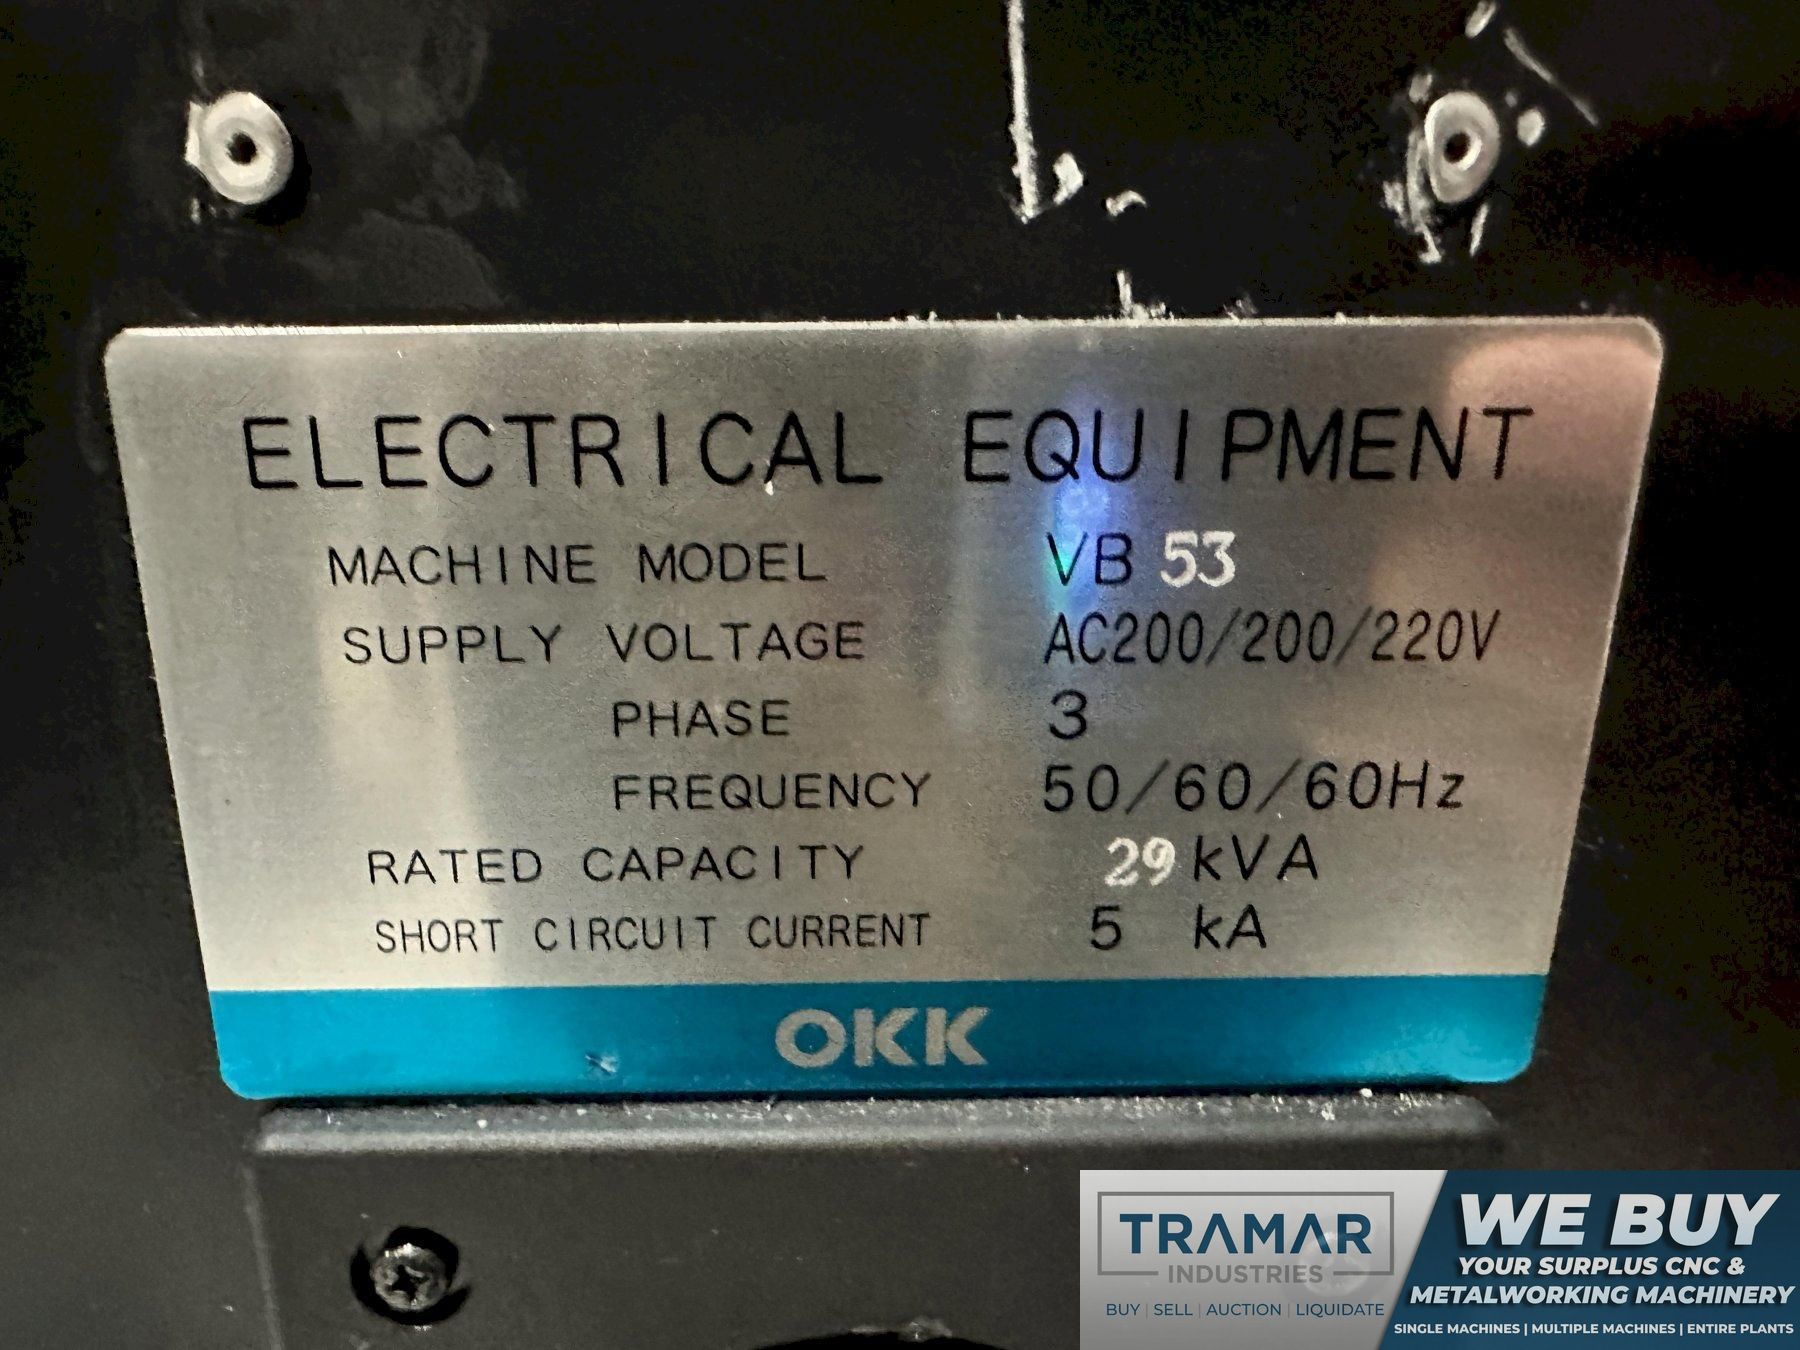 ELECTRICAL EQUIPMENT
MACHINE MODEL VB 53
SUPPLY VOLTAGE AC200/200/220V
PHASE 3
FREQUENCY 50/60/60Hz
RATED CAPACITY 29 kVA
SHORT CIRCUIT CURRENT 5 kA
OKK
TRAMAR
INDUSTRIES
BUY | SELL | AUCTION | LIQUIDATE
WE BUY
YOUR SURPLUS CNC &
METALWORKING MACHINERY
SINGLE MACHINES | MULTIPLE MACHINES | ENTIRE PLANTS